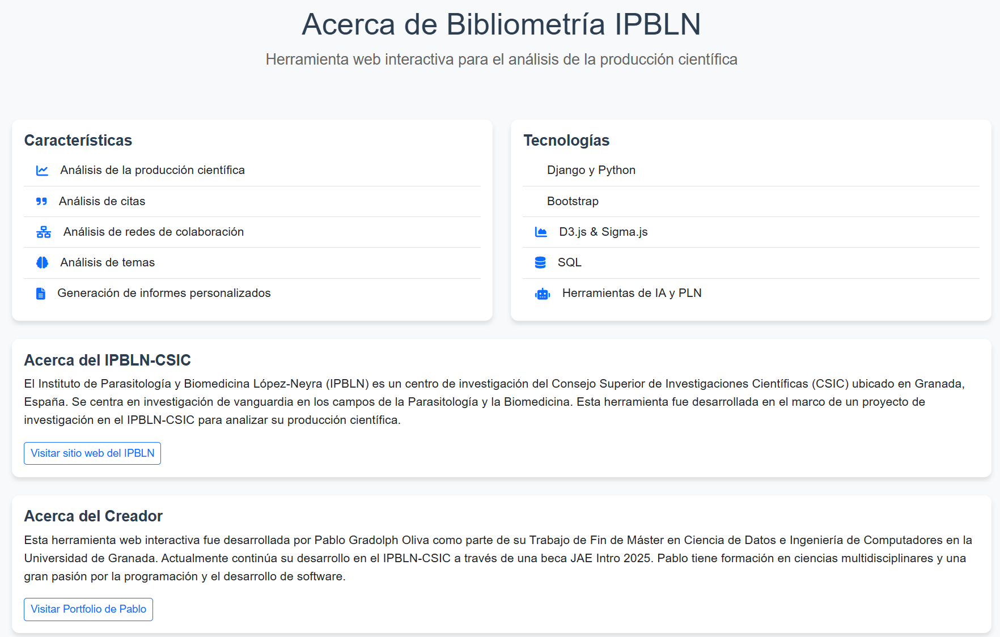 Acerca de Bibliometría IPBLN
Herramienta web interactiva para el análisis de la producción científica
Características
Análisis de la producción científica
Análisis de citas
Análisis de redes de colaboración
Análisis de temas
Generación de informes personalizados
Tecnologías
Django y Python
Bootstrap
D3.js & Sigma.js
SQL
Herramientas de IA y PLN
Acerca del IPBLN-CSIC
El Instituto de Parasitología y Biomedicina López-Neyra (IPBLN) es un centro de investigación del Consejo Superior de Investigaciones Científicas (CSIC) ubicado en Granada,
España. Se centra en investigación de vanguardia en los campos de la Parasitología y la Biomedicina. Esta herramienta fue desarrollada en el marco de un proyecto de
investigación en el IPBLN-CSIC para analizar su producción científica.
Visitar sitio web del IPBLN
Acerca del Creador
Esta herramienta web interactiva fue desarrollada por Pablo Gradolph Oliva como parte de su Trabajo de Fin de Máster en Ciencia de Datos e Ingeniería de Computadores en la
Universidad de Granada. Actualmente continúa su desarrollo en el IPBLN-CSIC a través de una beca JAE Intro 2025. Pablo tiene formación en ciencias multidisciplinares y una
gran pasión por la programación y el desarrollo de software.
Visitar Portfolio de Pablo